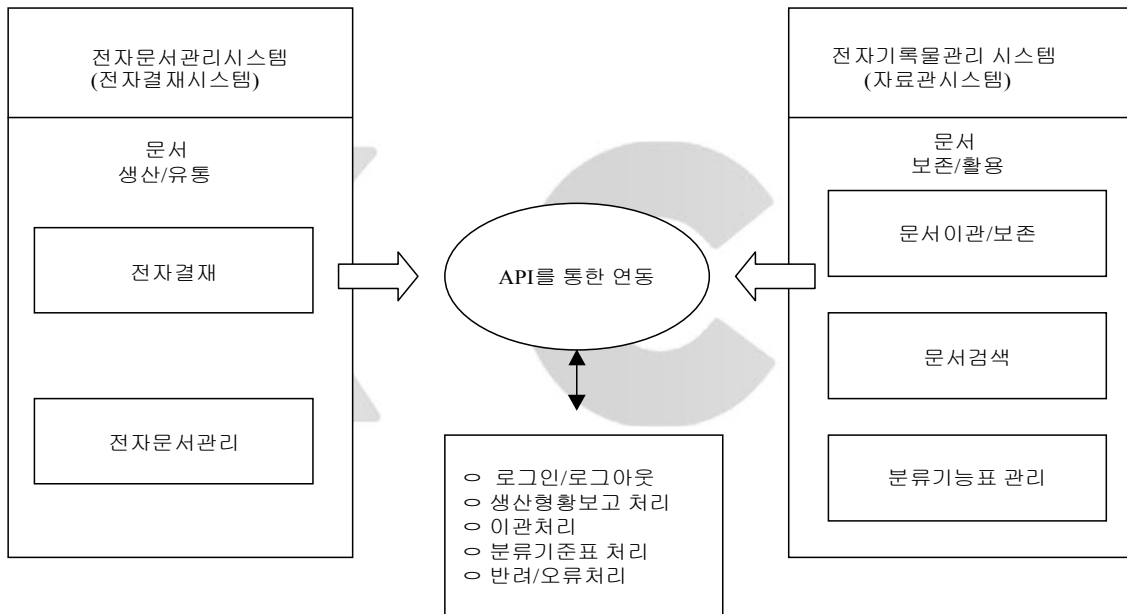 전자문서관리시스템
(전자결재시스템)
문서
생산/유통
전자결재
전자문서관리
API를 통한 연동
ㅇ 로그인/로그아웃
ㅇ 생산형황보고 처리
ㅇ 이관처리
ㅇ 분류기준표 처리
ㅇ 반려/오류처리
전자기록물관리 시스템
(자료관시스템)
문서
보존/활용
문서이관/보존
문서검색
분류기능표 관리